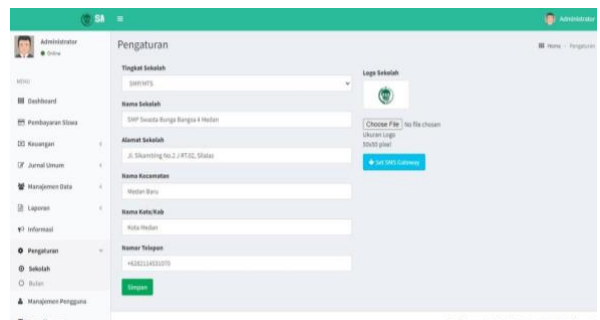 SA
Administrator
Administrator
Online
Pengaturan
Home
Pengaturan
MENU
Dashboard
Pembayaran Siswa
Keuangan
Jurnal Umum
Manajemen Data
Laporan
Informasi
Pengaturan
Sekolah
Bulan
Manajemen Pengguna
Tingkat Sekolah
SMP/MTS
Nama Sekolah
SMP Swasta Bunga Bangsa 4 Medan
Alamat Sekolah
Jl. Sikambing No.2 / RT.02, Silalas
Nama Kecamatan
Medan Baru
Nama Kota/Kab
Kota Medan
Nomor Telepon
Simpan
Logo Sekolah
Choose File No file chosen
Ukuran Logo
50x50 pixel
Set SMS Gateway